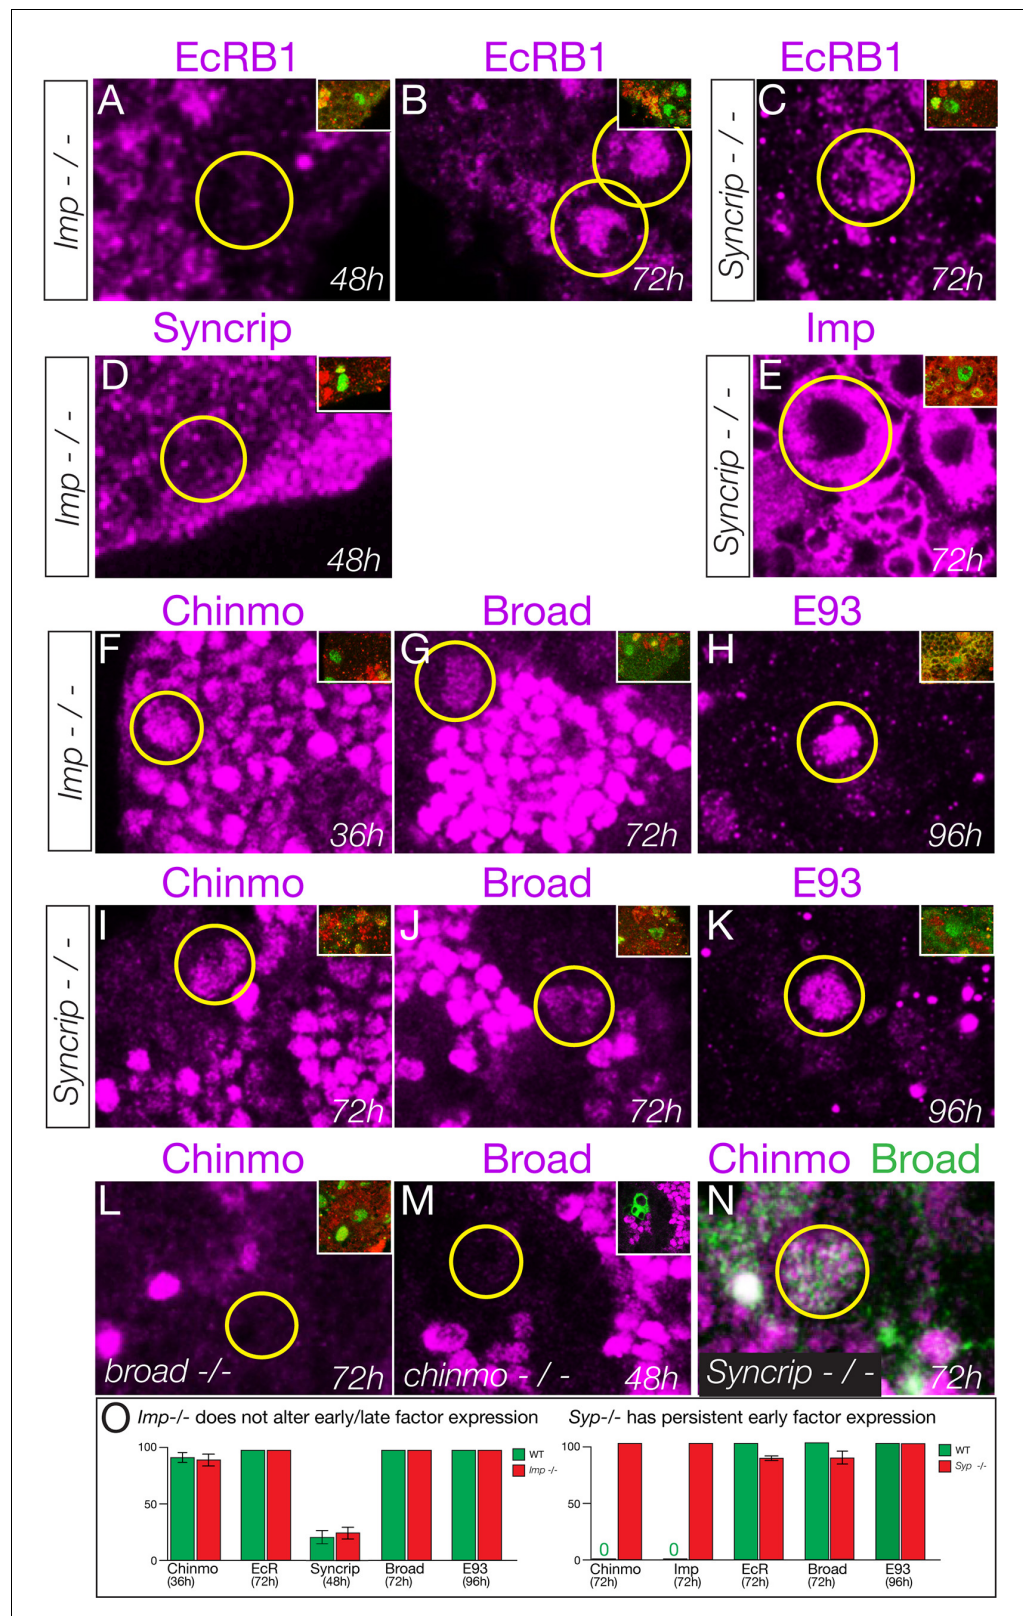 EcRB1 EcRB1 EcRB1
Imp - / -
A
48h
B
72h
Syncrip - / -
C
72h
Syncrip Imp
Imp - / -
D
48h
Syncrip - / -
E
72h
Chinmo Broad E93
Imp - / -
F
36h
G
72h
H
96h
Chinmo Broad E93
Syncrip - / -
I
72h
J
72h
K
96h
Chinmo Broad Chinmo Broad
L
broad -/- 72h
M
chinmo - / - 48h
N
Syncrip - / - 72h
O Imp-/- does not alter early/late factor expression
100
50
0
WT
Imp -/-
Chinmo EcR Syncrip Broad E93
(36h) (72h) (48h) (72h) (96h)
Syp-/- has persistent early factor expression
100
50
0
0 0
WT
Syp -/-
Chinmo Imp EcR Broad E93
(72h) (72h) (72h) (72h) (96h)